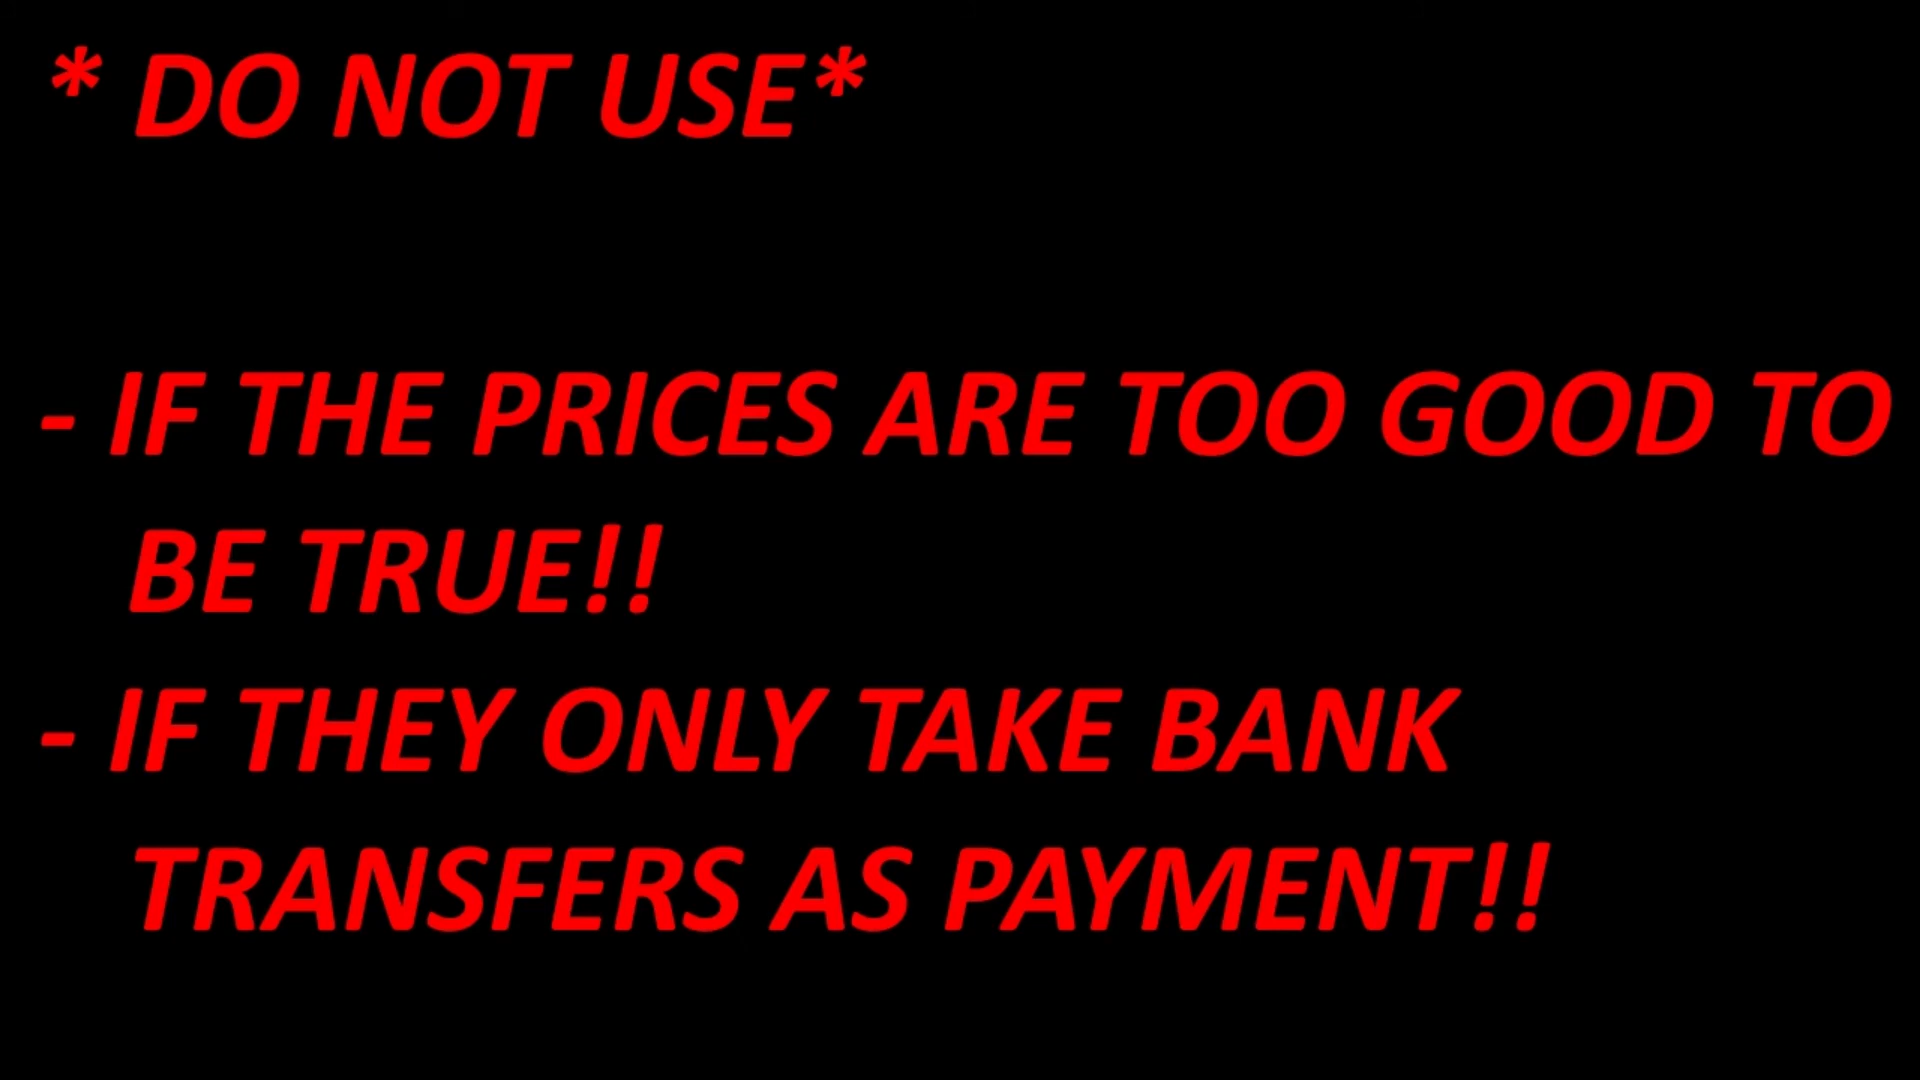 * DO NOT USE*
- IF THE PRICES ARE TOO GOOD TO
BE TRUE!!
- IF THEY ONLY TAKE BANK
TRANSFERS AS PAYMENT!!